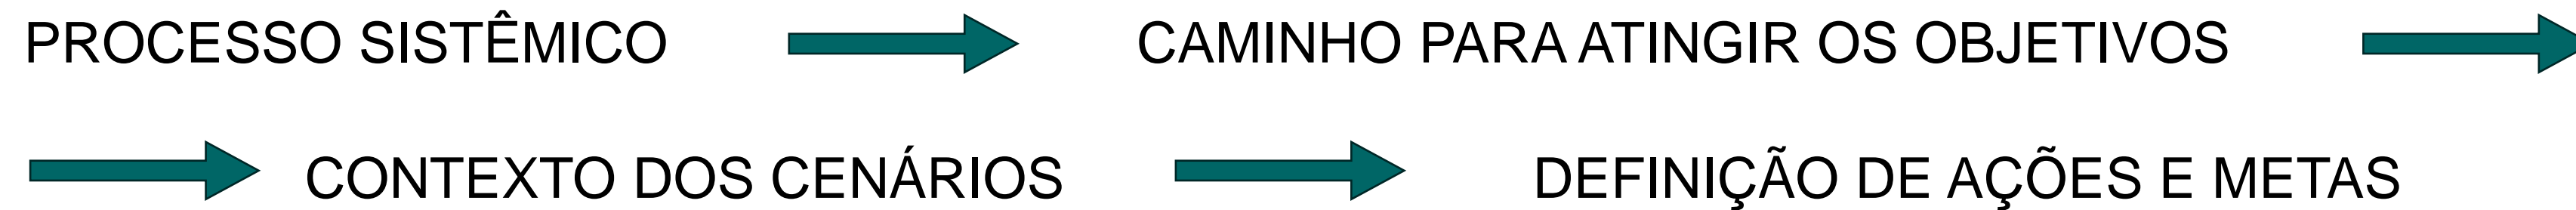 PROCESSO SISTÊMICO CAMINHO PARA ATINGIR OS OBJETIVOS
CONTEXTO DOS CENÁRIOS DEFINIÇÃO DE AÇÕES E METAS